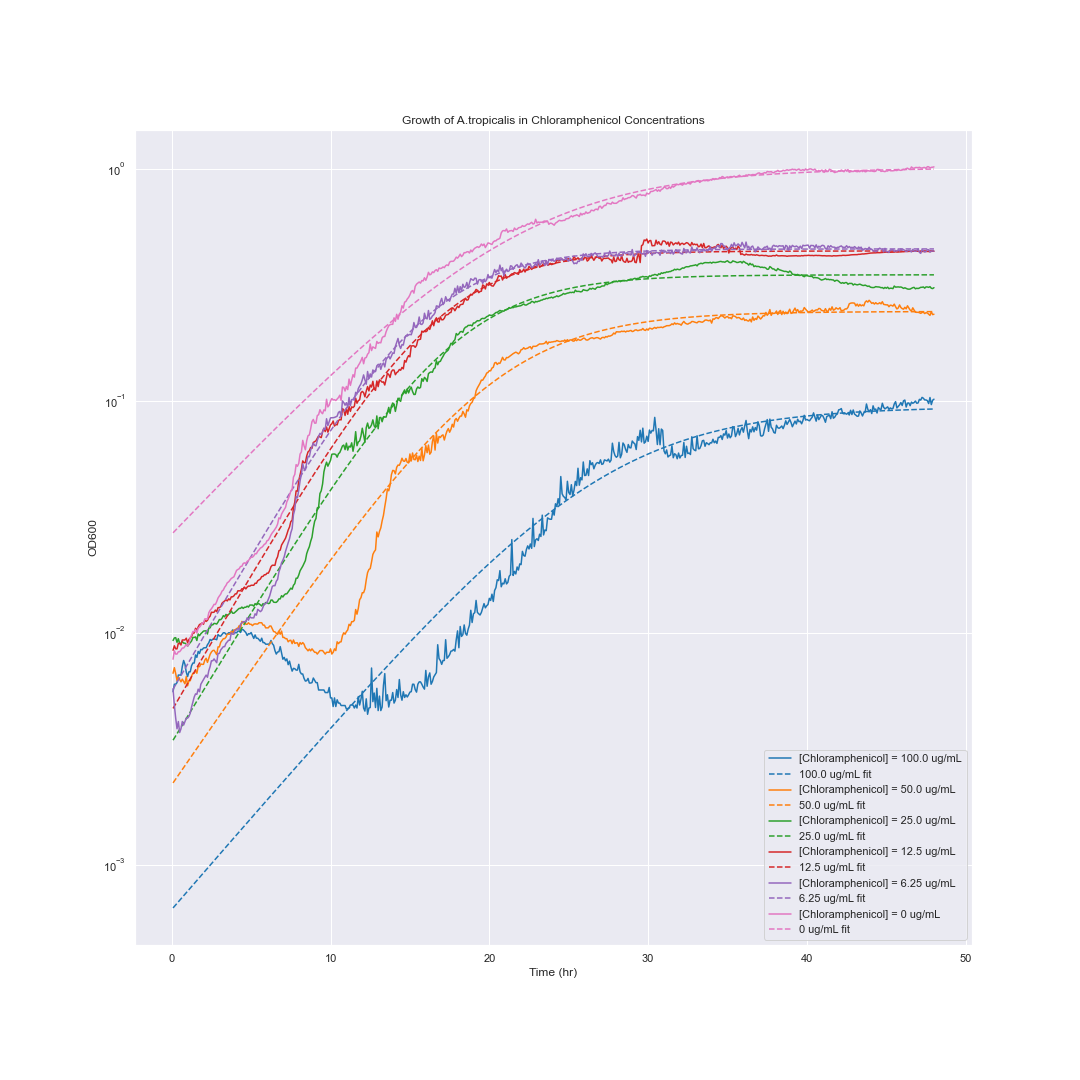 Growth of A.tropicalis in Chloramphenicol Concentrations
OD600
10⁰
10⁻¹
10⁻²
10⁻³
0 10 20 30 40 50
Time (hr)
[Chloramphenicol] = 100.0 ug/mL
100.0 ug/mL fit
[Chloramphenicol] = 50.0 ug/mL
50.0 ug/mL fit
[Chloramphenicol] = 25.0 ug/mL
25.0 ug/mL fit
[Chloramphenicol] = 12.5 ug/mL
12.5 ug/mL fit
[Chloramphenicol] = 6.25 ug/mL
6.25 ug/mL fit
[Chloramphenicol] = 0 ug/mL
0 ug/mL fit